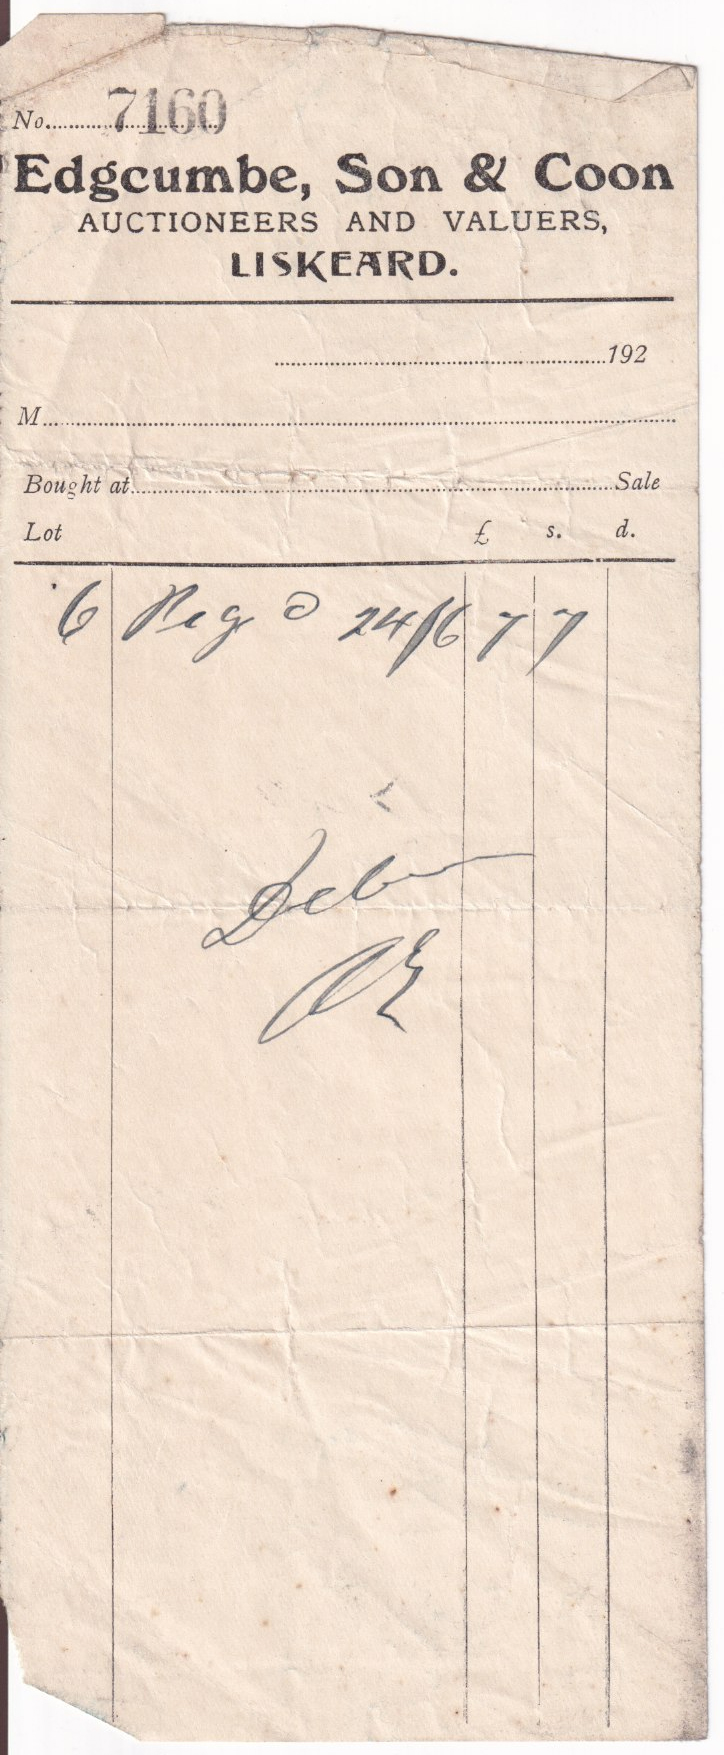 No. 7160
Edgcumbe, Son & Coon
AUCTIONEERS AND VALUERS,
LISKEARD.
192
M
Bought at Sale
Lot £ s. d.
6 24/6 7 7